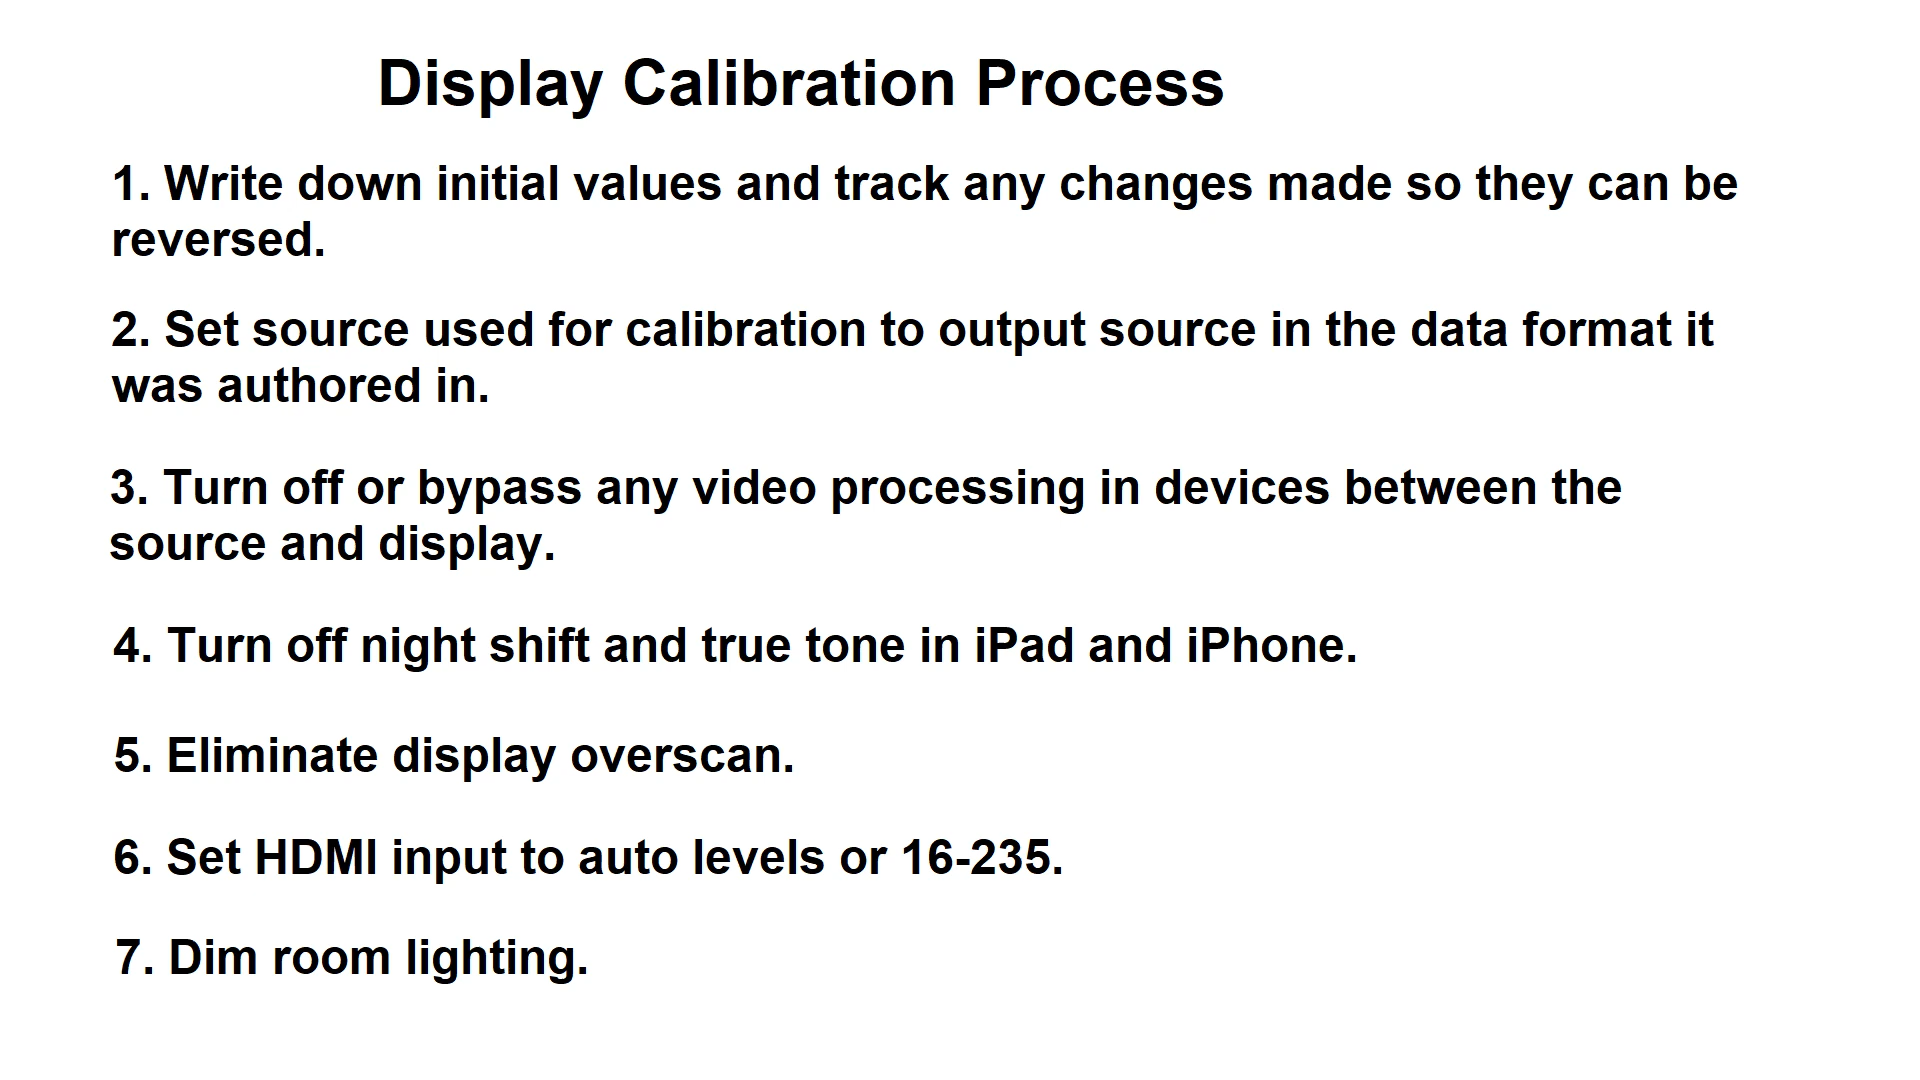 Display Calibration Process
1. Write down initial values and track any changes made so they can be
reversed.
2. Set source used for calibration to output source in the data format it
was authored in.
3. Turn off or bypass any video processing in devices between the
source and display.
4. Turn off night shift and true tone in iPad and iPhone.
5. Eliminate display overscan.
6. Set HDMI input to auto levels or 16-235.
7. Dim room lighting.